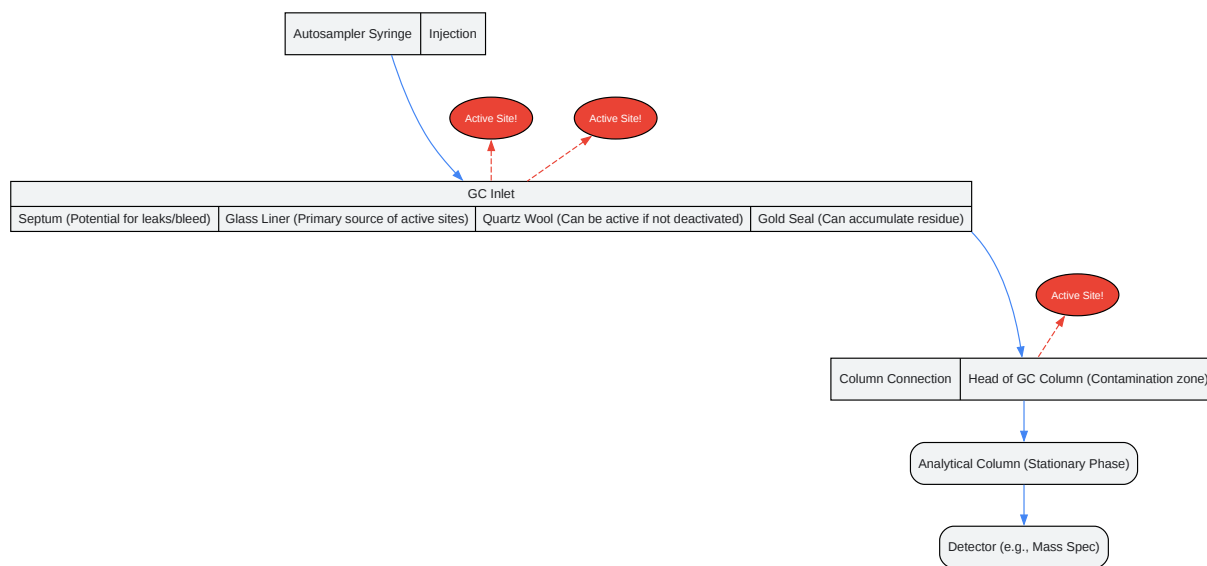 Autosampler Syringe
Injection
Active Site!
Active Site!
GC Inlet
Septum (Potential for leaks/bleed)
Glass Liner (Primary source of active sites)
Quartz Wool (Can be active if not deactivated)
Gold Seal (Can accumulate residue)
Active Site!
Column Connection
Head of GC Column (Contamination zone)
Analytical Column (Stationary Phase)
Detector (e.g., Mass Spec)